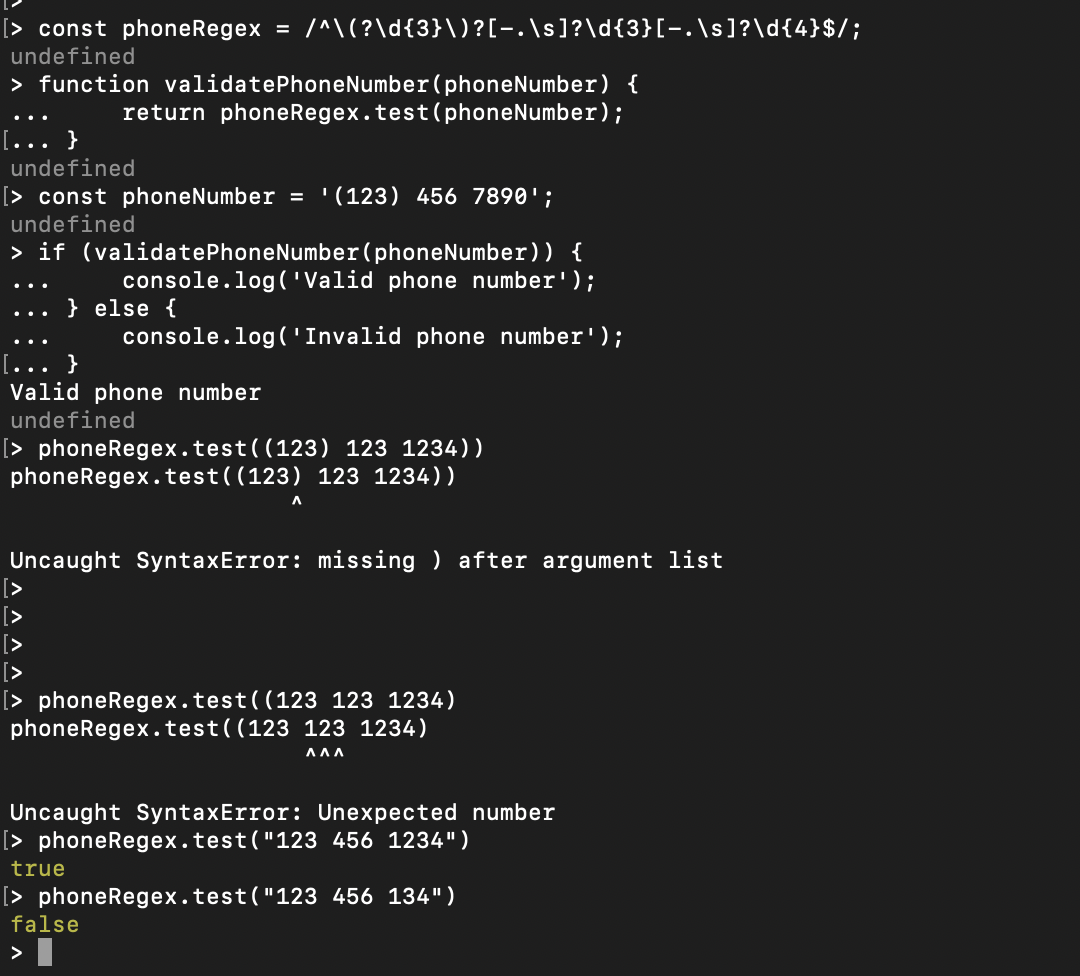 [>
[> const phoneRegex = /^\(?\d{3}\)?[-.\s]?\d{3}[-.\s]?\d{4}$/;
undefined
> function validatePhoneNumber(phoneNumber) {
...     return phoneRegex.test(phoneNumber);
[... }
undefined
[> const phoneNumber = '(123) 456 7890';
undefined
> if (validatePhoneNumber(phoneNumber)) {
...     console.log('Valid phone number');
... } else {
...     console.log('Invalid phone number');
[... }
Valid phone number
undefined
[> phoneRegex.test((123) 123 1234))
phoneRegex.test((123) 123 1234))
                    ^
Uncaught SyntaxError: missing ) after argument list
[>
[>
[>
[>
[> phoneRegex.test((123 123 1234)
phoneRegex.test((123 123 1234)
                     ^^^
Uncaught SyntaxError: Unexpected number
[> phoneRegex.test("123 456 1234")
true
[> phoneRegex.test("123 456 134")
false
>